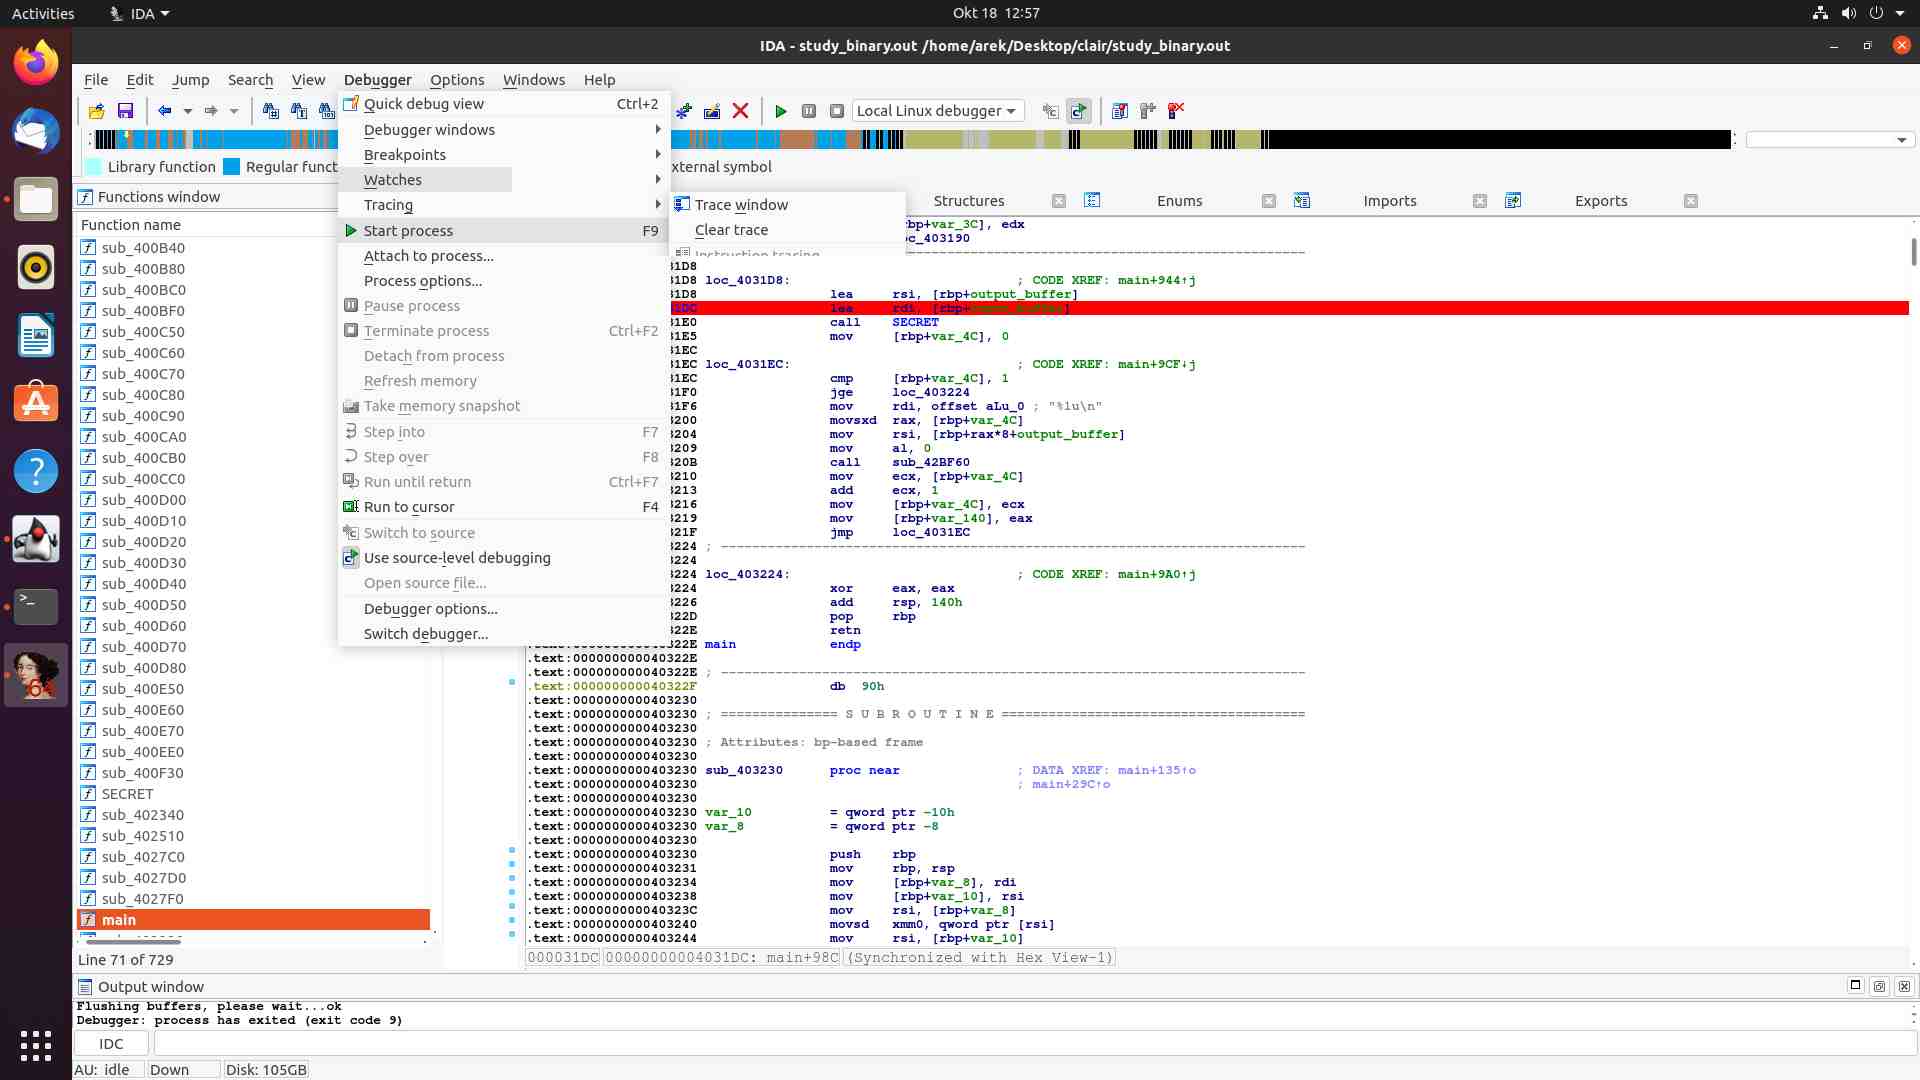 Activities IDA Okt 18 12:57
IDA - study_binary.out /home/arek/Desktop/clair/study_binary.out
File Edit Jump Search View Debugger Options Windows Help
Local Linux debugger
Library function Regular funct xternal symbol
Quick debug view Ctrl+2
Debugger windows
Breakpoints
Watches
Tracing
Start process F9
Attach to process...
Process options...
Pause process
Terminate process Ctrl+F2
Detach from process
Refresh memory
Take memory snapshot
Step into F7
Step over F8
Run until return Ctrl+F7
Run to cursor F4
Switch to source
Use source-level debugging
Open source file...
Debugger options...
Switch debugger...
Trace window
Clear trace
Instruction tracing
Structures Enums Imports Exports
Functions window
Function name
sub_400B40
sub_400B80
sub_400BC0
sub_400BF0
sub_400C50
sub_400C60
sub_400C70
sub_400C80
sub_400C90
sub_400CA0
sub_400CB0
sub_400CC0
sub_400D00
sub_400D10
sub_400D20
sub_400D30
sub_400D40
sub_400D50
sub_400D60
sub_400D70
sub_400D80
sub_400E50
sub_400E60
sub_400E70
sub_400EE0
sub_400F30
SECRET
sub_402340
sub_402510
sub_4027C0
sub_4027D0
sub_4027F0
main
Line 71 of 729
rbp+var_3C], edx
oc_403190
31D8
31D8 loc_4031D8: ; CODE XREF: main+944↑j
31D8 lea rsi, [rbp+output_buffer]
31DC lea rdi, [rbp+
31E0 call SECRET
31E5 mov [rbp+var_4C], 0
31EC
31EC loc_4031EC: ; CODE XREF: main+9CF↓j
31EC cmp [rbp+var_4C], 1
31F0 jge loc_403224
31F6 mov rdi, offset aLu_0 ; "%lu\n"
3200 movsxd rax, [rbp+var_4C]
3204 mov rsi, [rbp+rax*8+output_buffer]
3209 mov al, 0
320B call sub_42BF60
3210 mov ecx, [rbp+var_4C]
3213 add ecx, 1
3216 mov [rbp+var_4C], ecx
3219 mov [rbp+var_140], eax
321F jmp loc_4031EC
3224 ; ---------------------------------------------------------------------------
3224
3224 loc_403224: ; CODE XREF: main+9A0↑j
3224 xor eax, eax
3226 add rsp, 140h
322D pop rbp
322E retn
322E main endp
.text:000000000040322E
.text:000000000040322E ; ---------------------------------------------------------------------------
.text:000000000040322F db 90h
.text:0000000000403230
.text:0000000000403230 ; =============== S U B R O U T I N E =======================================
.text:0000000000403230
.text:0000000000403230 ; Attributes: bp-based frame
.text:0000000000403230
.text:0000000000403230 sub_403230 proc near ; DATA XREF: main+135↑o
.text:0000000000403230 ; main+29C↑o
.text:0000000000403230
.text:0000000000403230 var_10 = qword ptr -10h
.text:0000000000403230 var_8 = qword ptr -8
.text:0000000000403230
.text:0000000000403230 push rbp
.text:0000000000403231 mov rbp, rsp
.text:0000000000403234 mov [rbp+var_8], rdi
.text:0000000000403238 mov [rbp+var_10], rsi
.text:000000000040323C mov rsi, [rbp+var_8]
.text:0000000000403240 movsd xmm0, qword ptr [rsi]
.text:0000000000403244 mov rsi, [rbp+var_10]
000031DC 00000000004031DC: main+98C (Synchronized with Hex View-1)
Output window
Flushing buffers, please wait...ok
Debugger: process has exited (exit code 9)
IDC
AU: idle Down Disk: 105GB
64